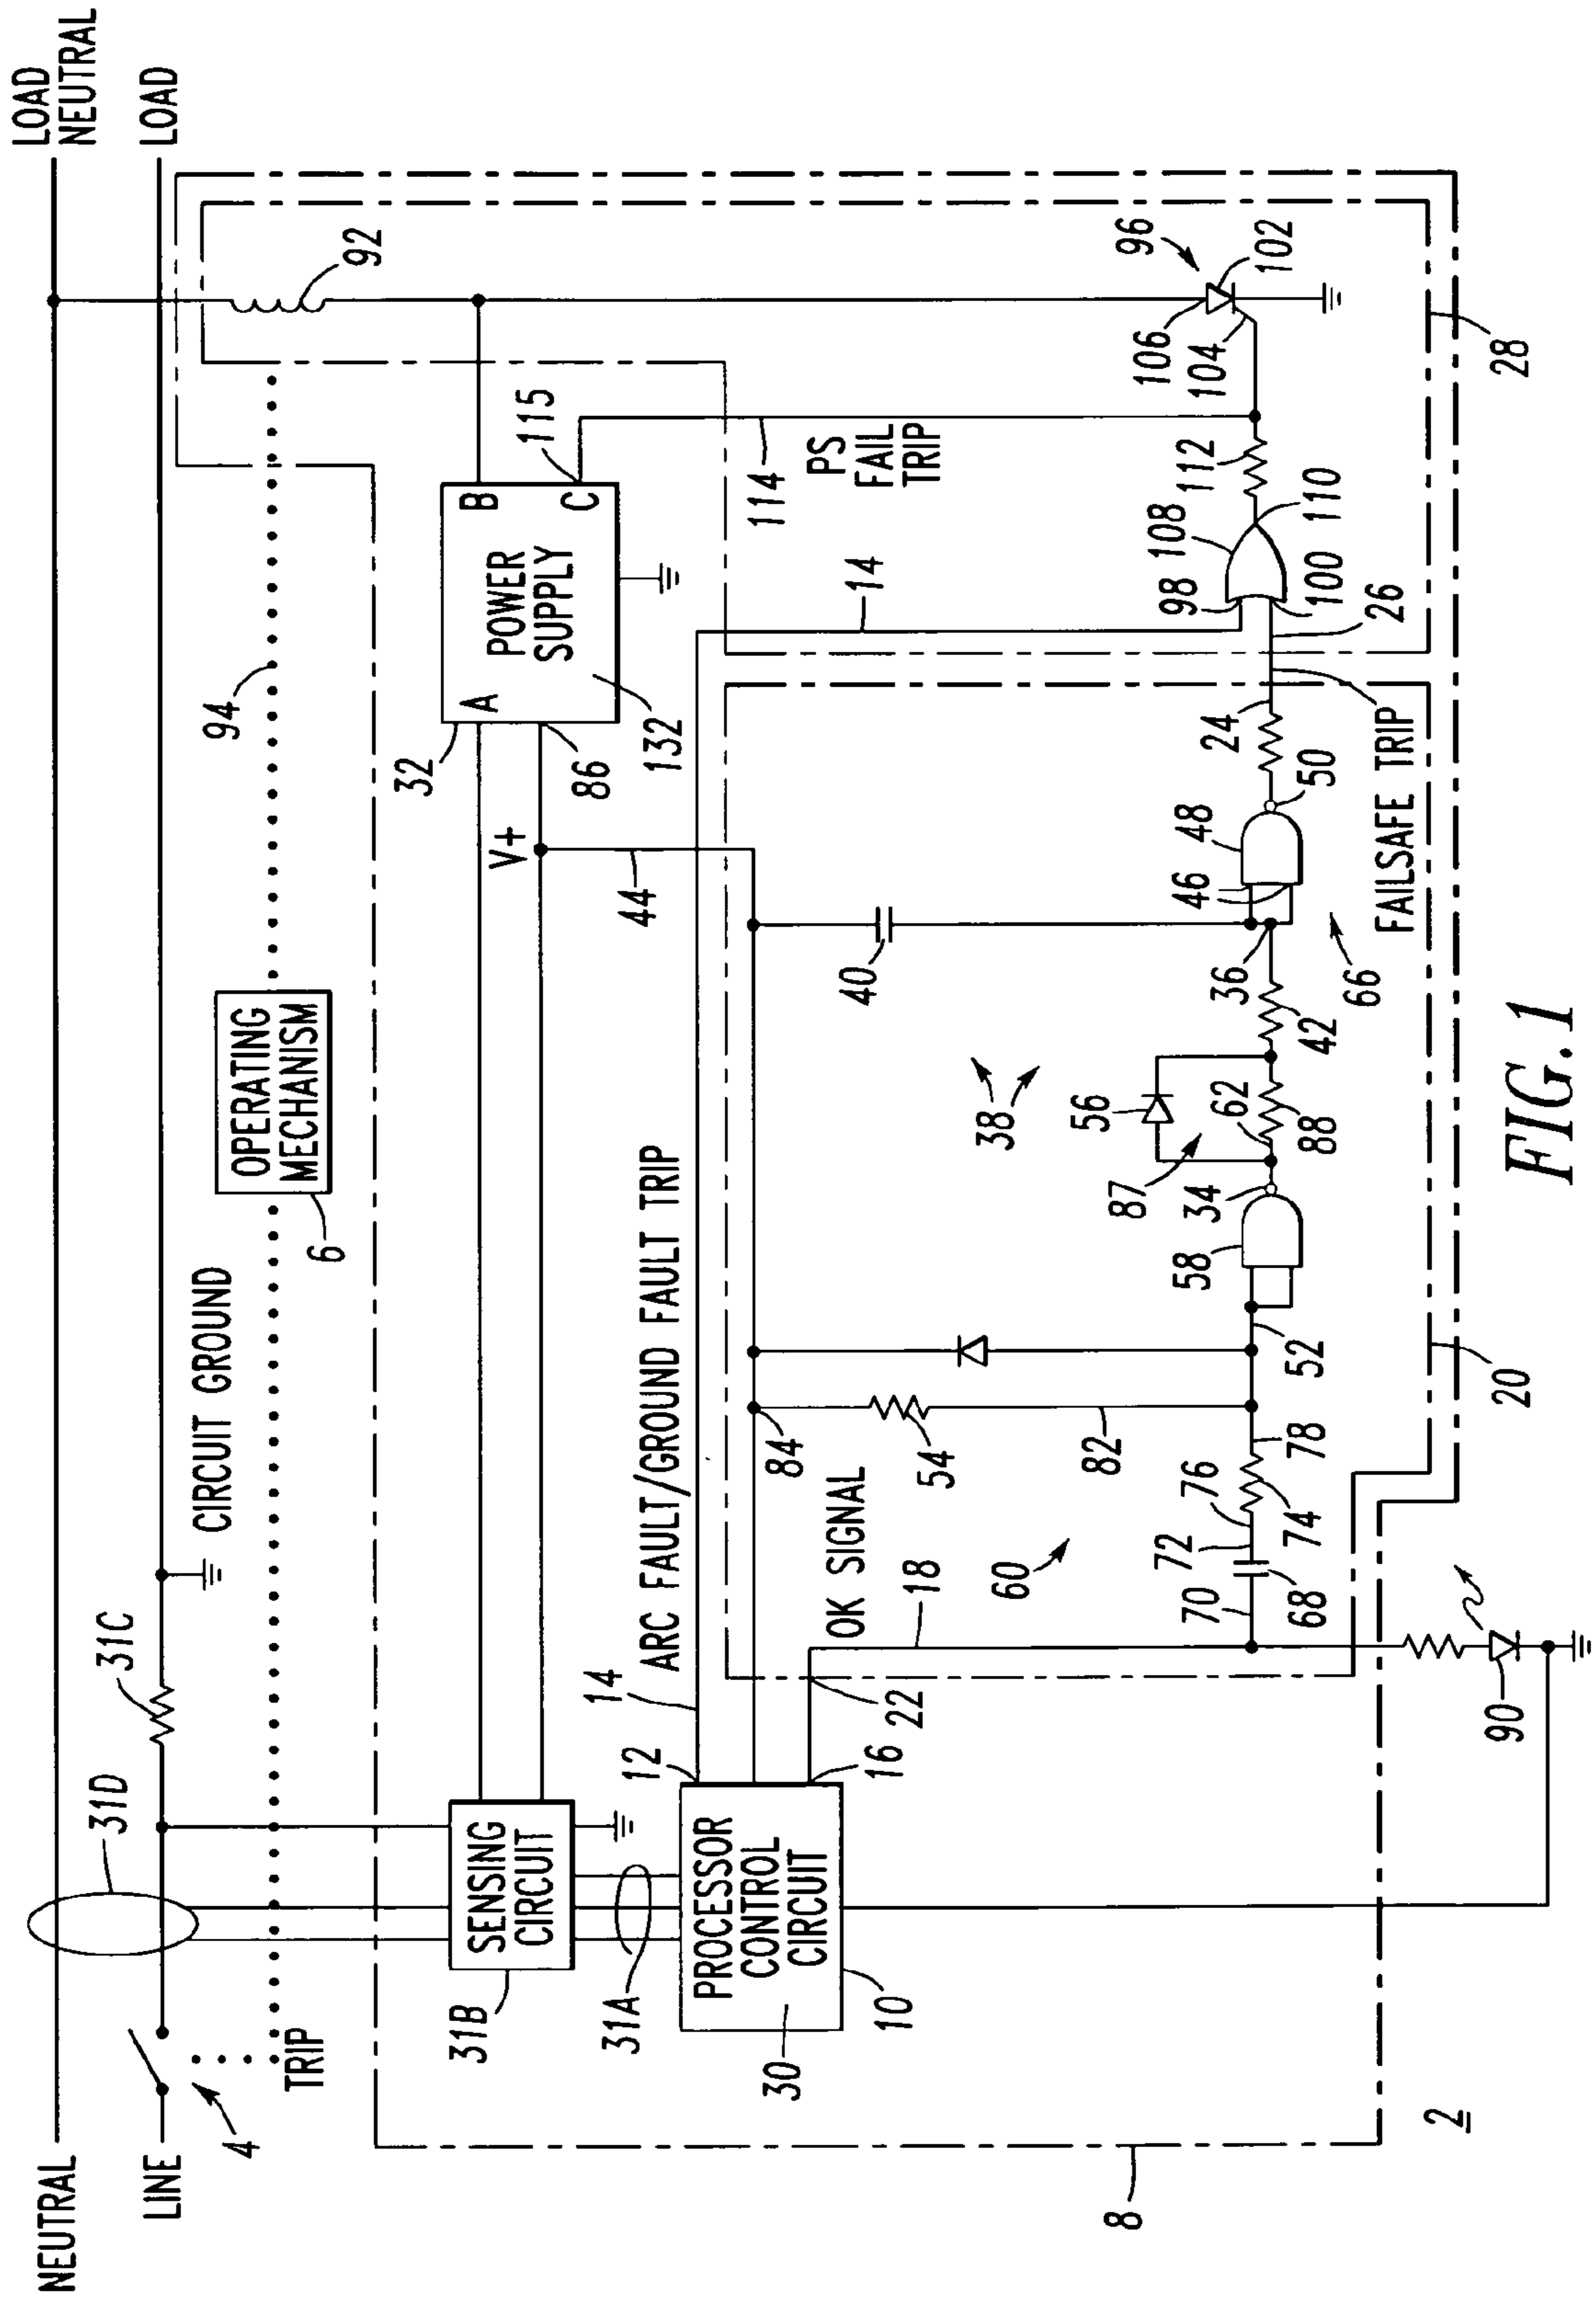 NEUTRAL
LINE
4
TRIP
31D
31C
CIRCUIT GROUND
6
OPERATING
MECHANISM
94
LOAD
NEUTRAL
LOAD
92
31B
SENSING
CIRCUIT
31A
32
A
POWER
SUPPLY
B
C
115
132
86
V+
44
30
PROCESSOR
CONTROL
CIRCUIT
10
12
14
ARC FAULT/GROUND FAULT TRIP
16
22
OK SIGNAL
18
84
54
82
60
70
68
72
76
74
78
52
58
34
87
56
62
88
38
42
36
40
46
48
50
66
24
FAILSAFE TRIP
26
14
98
100
108
110
112
114
PS
FAIL
TRIP
106
104
96
102
28
20
90
8
2
FIG.1